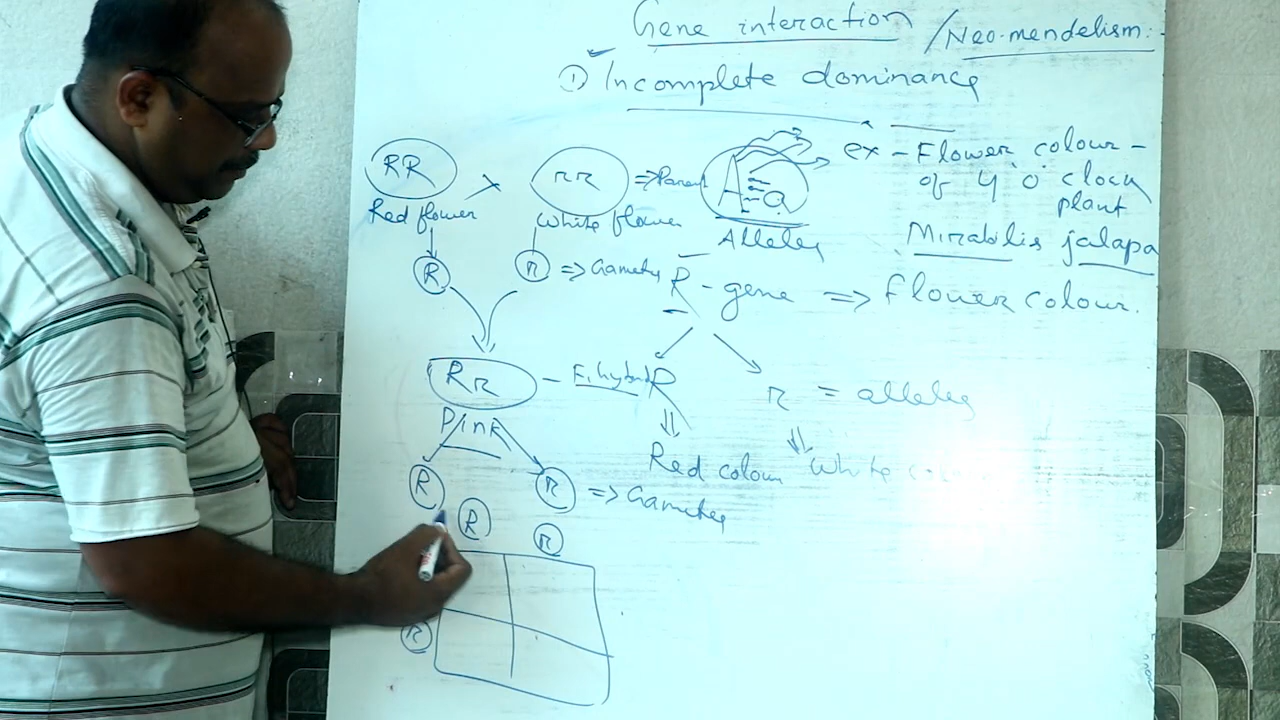 Gene interaction / Neo-mendelism:-
① Incomplete dominance
RR × rr => Parent
Red flower White flower
R r => Gametes
A a
Alleles
ex - Flower colour -
of 4 'o' clock
plant
Mirabilis jalapa
R - gene => Flower colour.
R r = alleles
Red colour White
Rr - F1 hybrid
Pink
R r => Gametes
R r
r